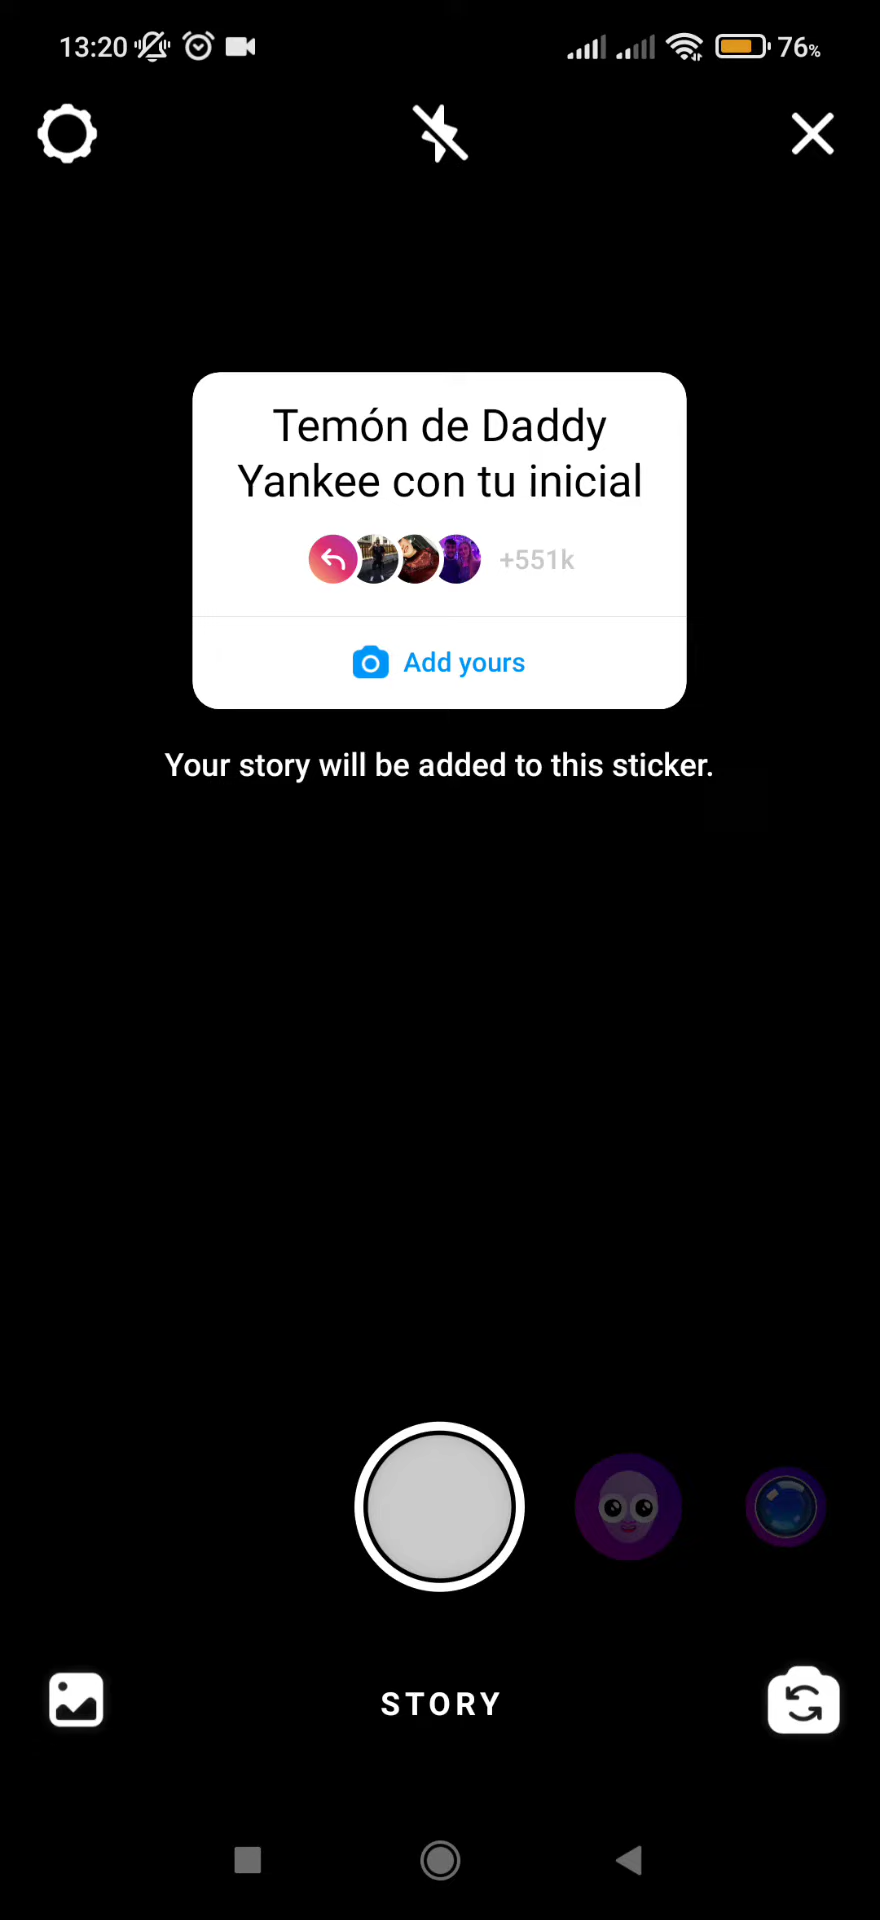 13:20
76%
Temón de Daddy
Yankee con tu inicial
+551k
Add yours
Your story will be added to this sticker.
STORY